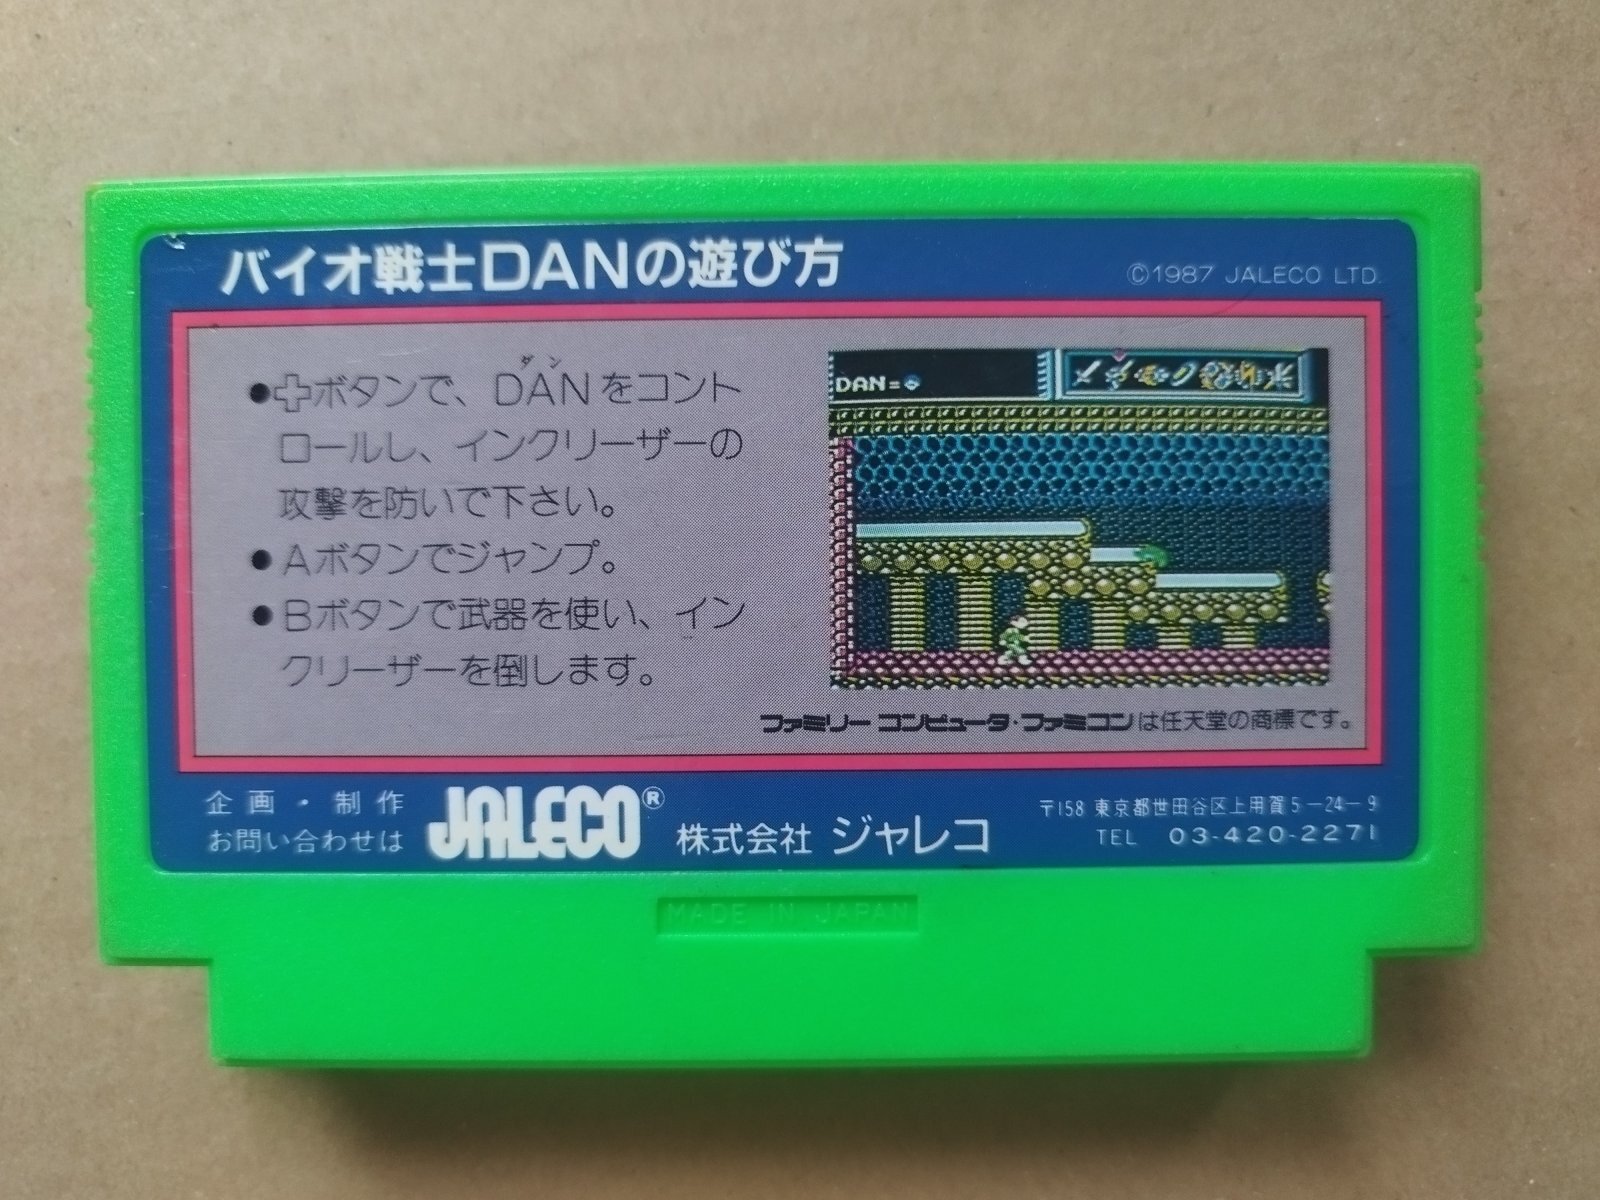 バイオ戦士DANの遊び方
©1987 JALECO LTD.
ダン
●✚ボタンで、DANをコント
ロールし、インクリーザーの
攻撃を防いで下さい。
●Aボタンでジャンプ。
●Bボタンで武器を使い、イン
クリーザーを倒します。
DAN=
ファミリーコンピュータ・ファミコンは任天堂の商標です。
企画・制作
お問い合わせは
JALECO®
株式会社 ジャレコ
〒158 東京都世田谷区上用賀5-24-9
TEL 03-420-2271
MADE IN JAPAN